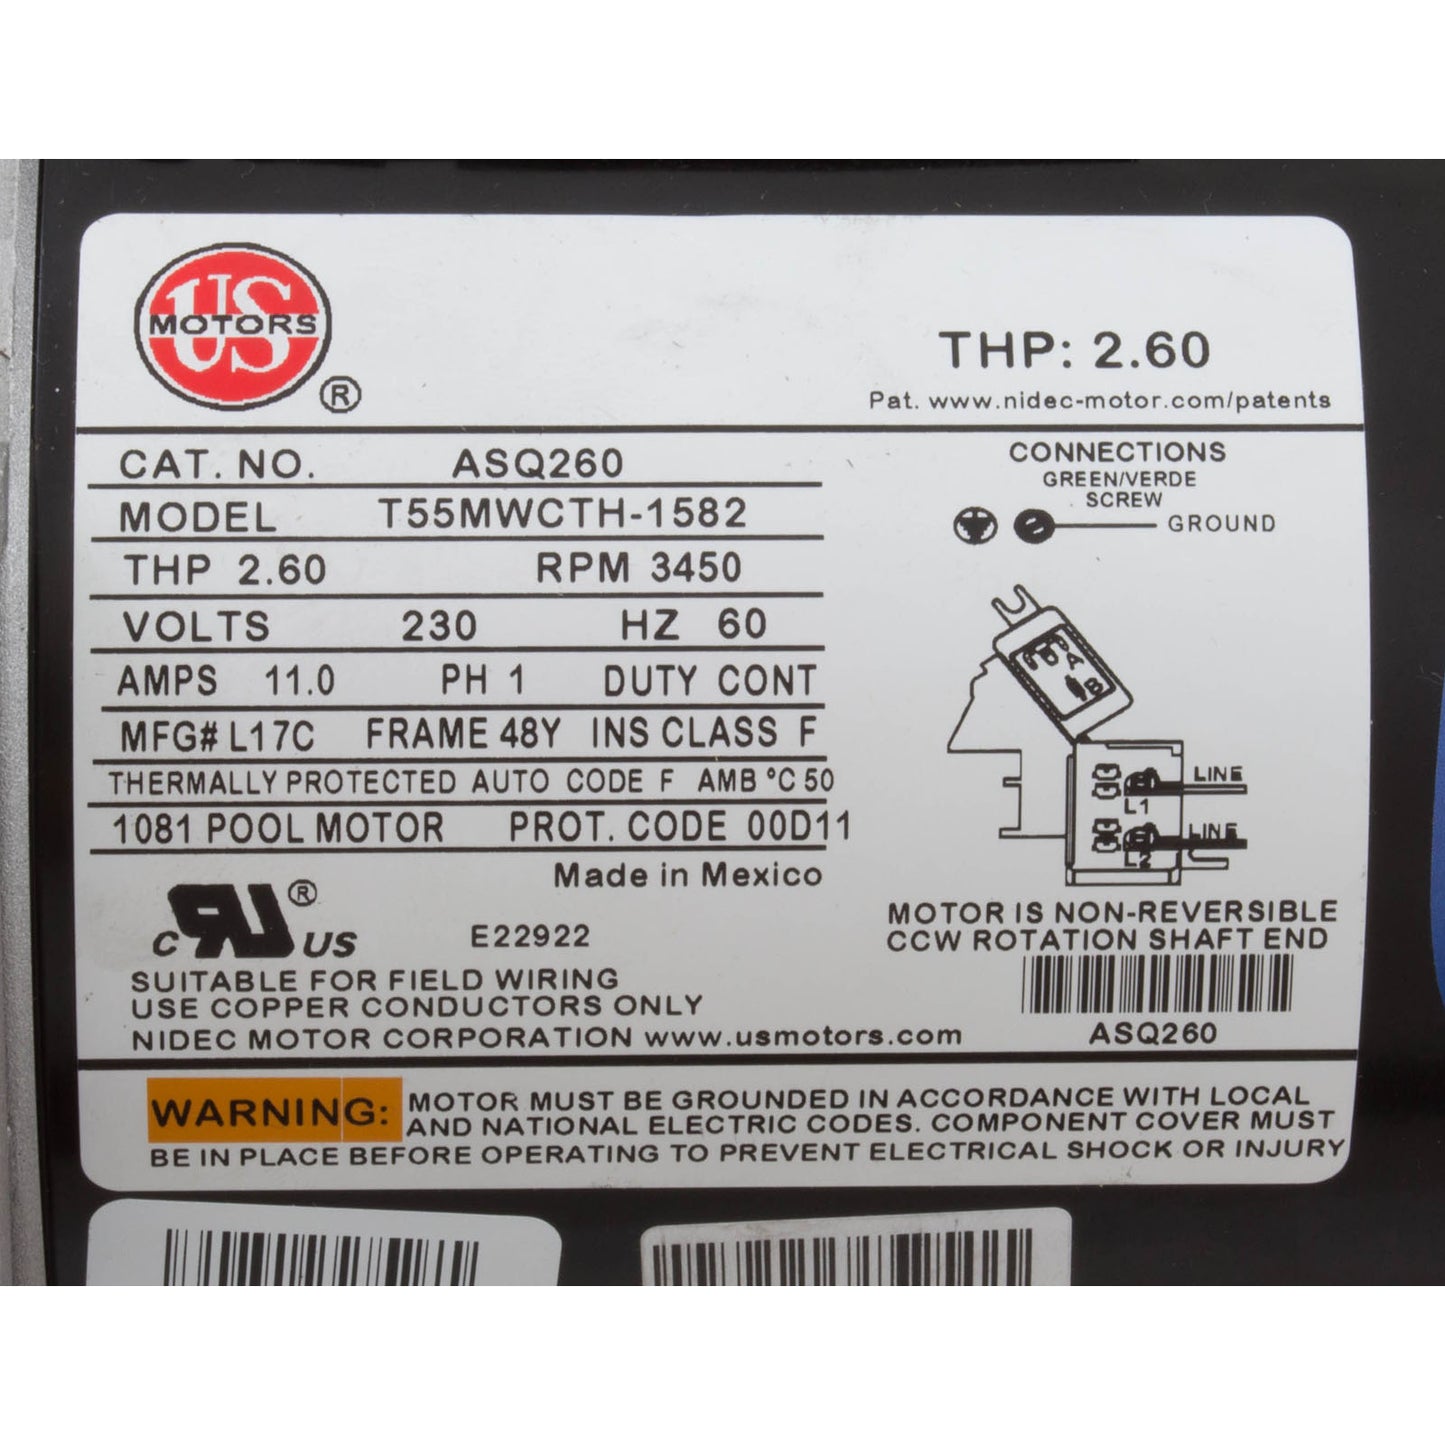 US
MOTORS
®
THP: 2.60
Pat. www.nidec-motor.com/patents
CAT. NO. ASQ260
MODEL T55MWCTH-1582
THP 2.60 RPM 3450
VOLTS 230 HZ 60
AMPS 11.0 PH 1 DUTY CONT
MFG# L17C FRAME 48Y INS CLASS F
THERMALLY PROTECTED AUTO CODE F AMB °C 50
1081 POOL MOTOR PROT. CODE 00D11
Made in Mexico
c RU ® US E22922
SUITABLE FOR FIELD WIRING
USE COPPER CONDUCTORS ONLY
NIDEC MOTOR CORPORATION www.usmotors.com
CONNECTIONS
GREEN/VERDE
SCREW
GROUND
A
B
LINE
L1
LINE
L2
MOTOR IS NON-REVERSIBLE
CCW ROTATION SHAFT END
ASQ260
WARNING: MOTOR MUST BE GROUNDED IN ACCORDANCE WITH LOCAL
AND NATIONAL ELECTRIC CODES. COMPONENT COVER MUST
BE IN PLACE BEFORE OPERATING TO PREVENT ELECTRICAL SHOCK OR INJURY